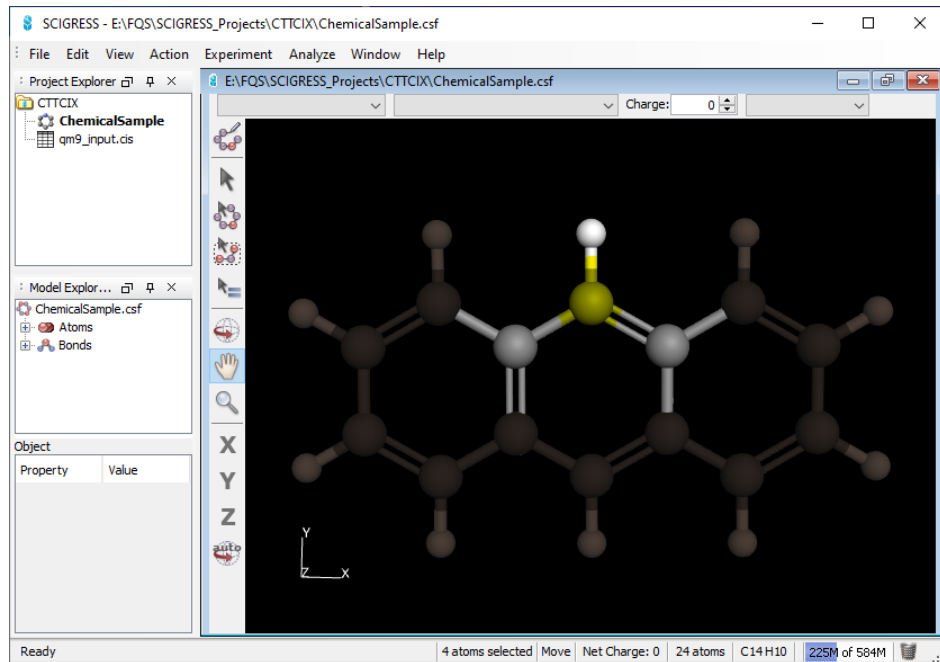 SCIGRESS - E:\FQS\SCIGRESS_Projects\CTTCIX/ChemicalSample.csf
File Edit View Action Experiment Analyze Window Help
Project Explorer
CTTCIX
ChemicalSample
qm9_input.cis
E:\FQS\SCIGRESS_Projects\CTTCIX/ChemicalSample.csf
Charge: 0
Model Explor...
ChemicalSample.csf
Atoms
Bonds
Object
Property Value
X
Y
Z
auto
Y
Z X
Ready 4 atoms selected Move Net Charge: 0 24 atoms C14H10 225M of 584M